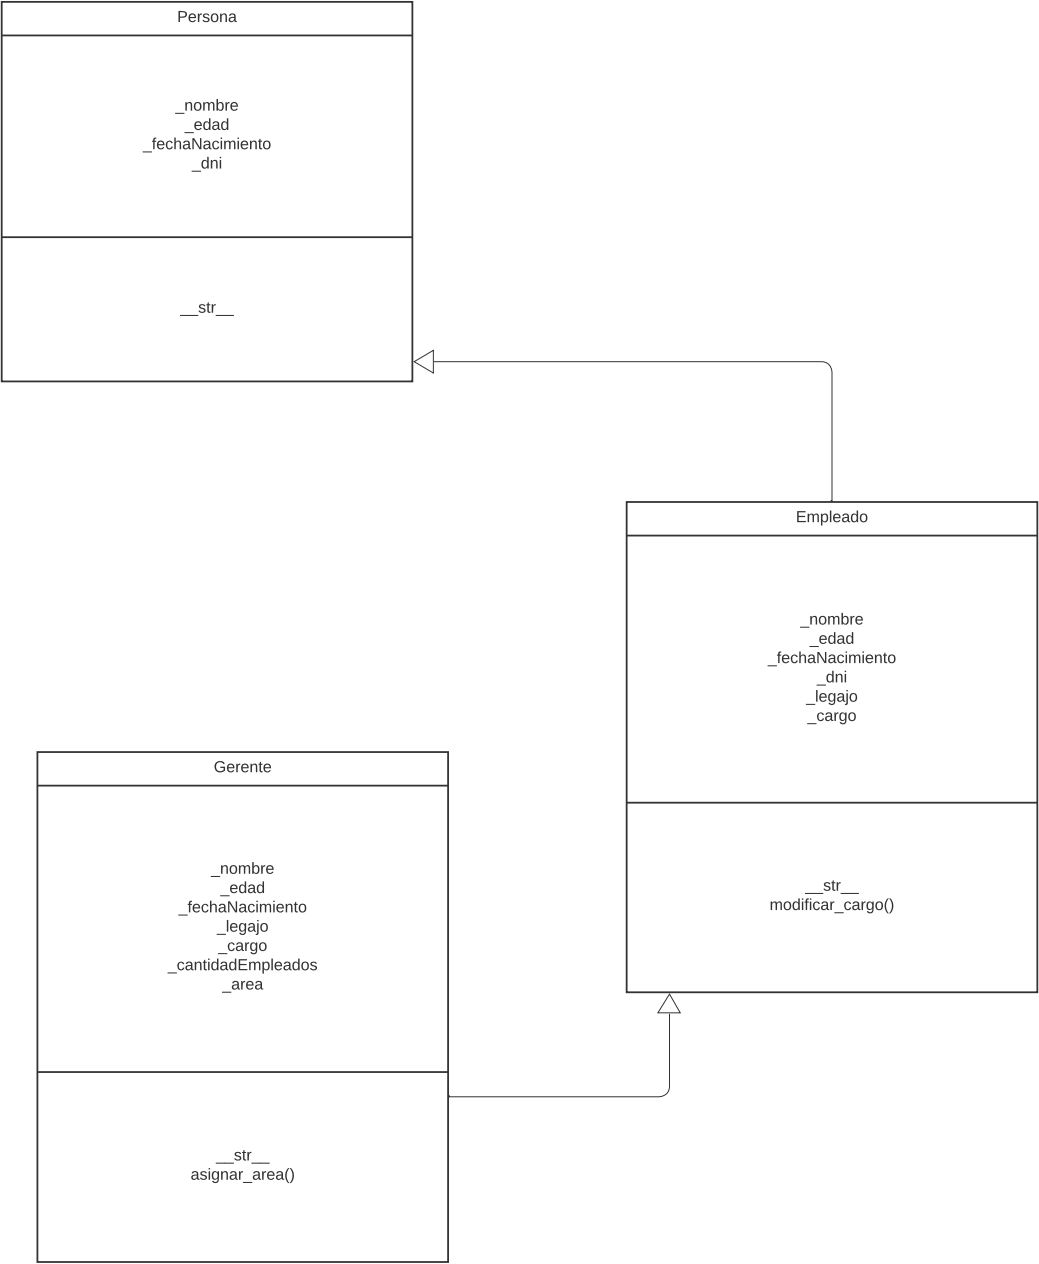 Persona
_nombre
_edad
_fechaNacimiento
_dni
__str__
Empleado
_nombre
_edad
_fechaNacimiento
_dni
_legajo
_cargo
__str__
modificar_cargo()
Gerente
_nombre
_edad
_fechaNacimiento
_legajo
_cargo
_cantidadEmpleados
_area
__str__
asignar_area()